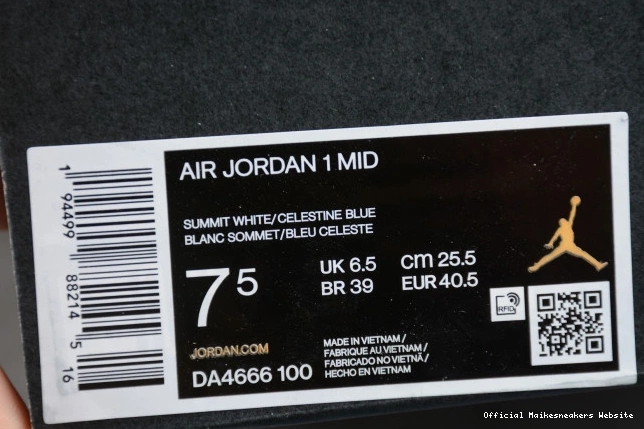 AIR JORDAN 1 MID
SUMMIT WHITE/CELESTINE BLUE
BLANC SOMMET/BLEU CELESTE
7 5
UK 6.5 cm 25.5
BR 39 EUR 40.5
RFID
JORDAN.COM
DA4666 100
MADE IN VIETNAM /
FABRIQUE AU VIETNAM /
FABRICADO NO VIETNÃ /
HECHO EN VIETNAM
1 94499 88214 5 16
Official Maikesneakers Website